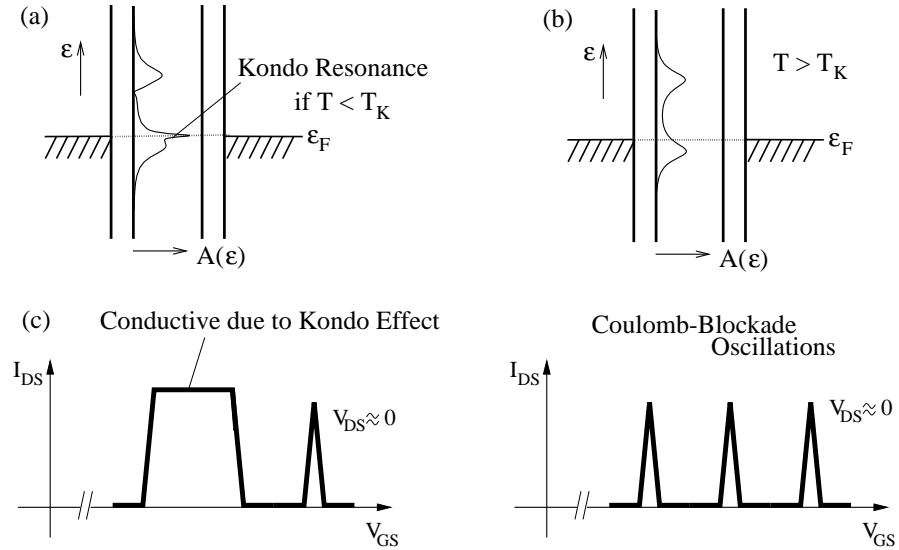 (a)
ε
Kondo Resonance
if T < T_K
ε_F
A(ε)
(b)
ε
T > T_K
ε_F
A(ε)
(c)
Conductive due to Kondo Effect
I_DS
V_DS≈0
V_GS
Coulomb-Blockade
Oscillations
I_DS
V_DS≈0
V_GS